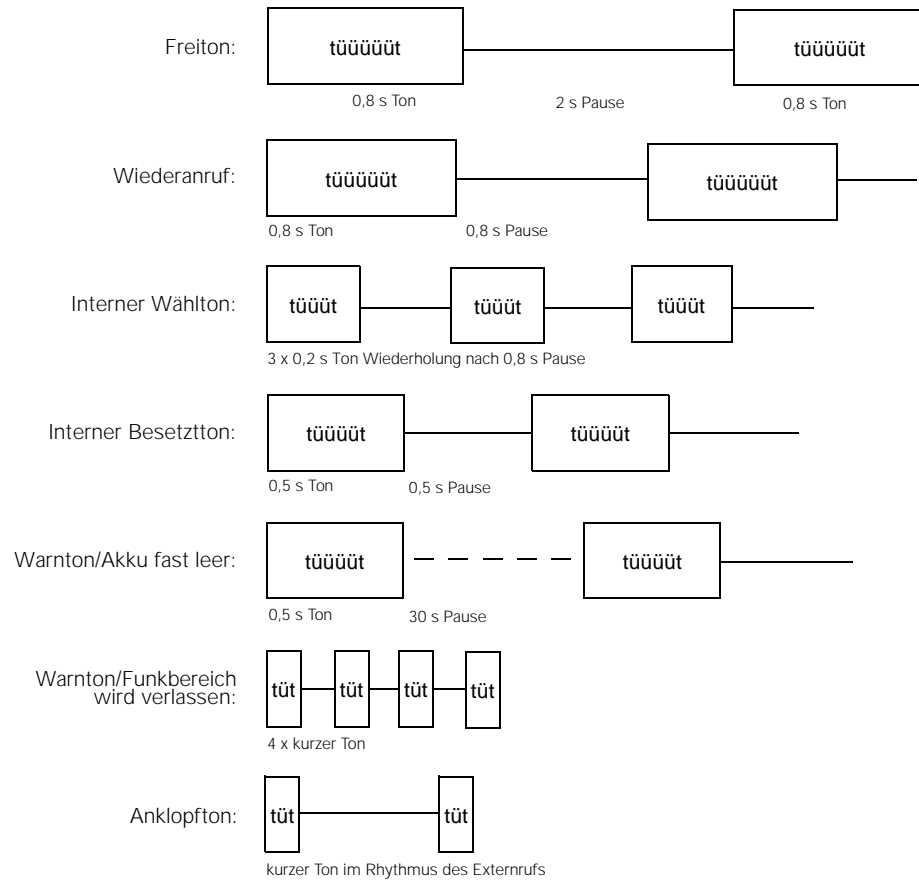 Freiton:
tüüüüüt
tüüüüüt
0,8 s Ton
2 s Pause
0,8 s Ton
Wiederanruf:
tüüüüüt
tüüüüüt
0,8 s Ton
0,8 s Pause
Interner Wählton:
tüüüt
tüüüt
tüüüt
3 x 0,2 s Ton Wiederholung nach 0,8 s Pause
Interner Besetztton:
tüüüüt
tüüüüt
0,5 s Ton
0,5 s Pause
Warnton/Akku fast leer:
tüüüüt
tüüüüt
0,5 s Ton
30 s Pause
Warnton/Funkbereich
wird verlassen:
tüt
tüt
tüt
tüt
4 x kurzer Ton
Anklopfton:
tüt
tüt
kurzer Ton im Rhythmus des Externrufs